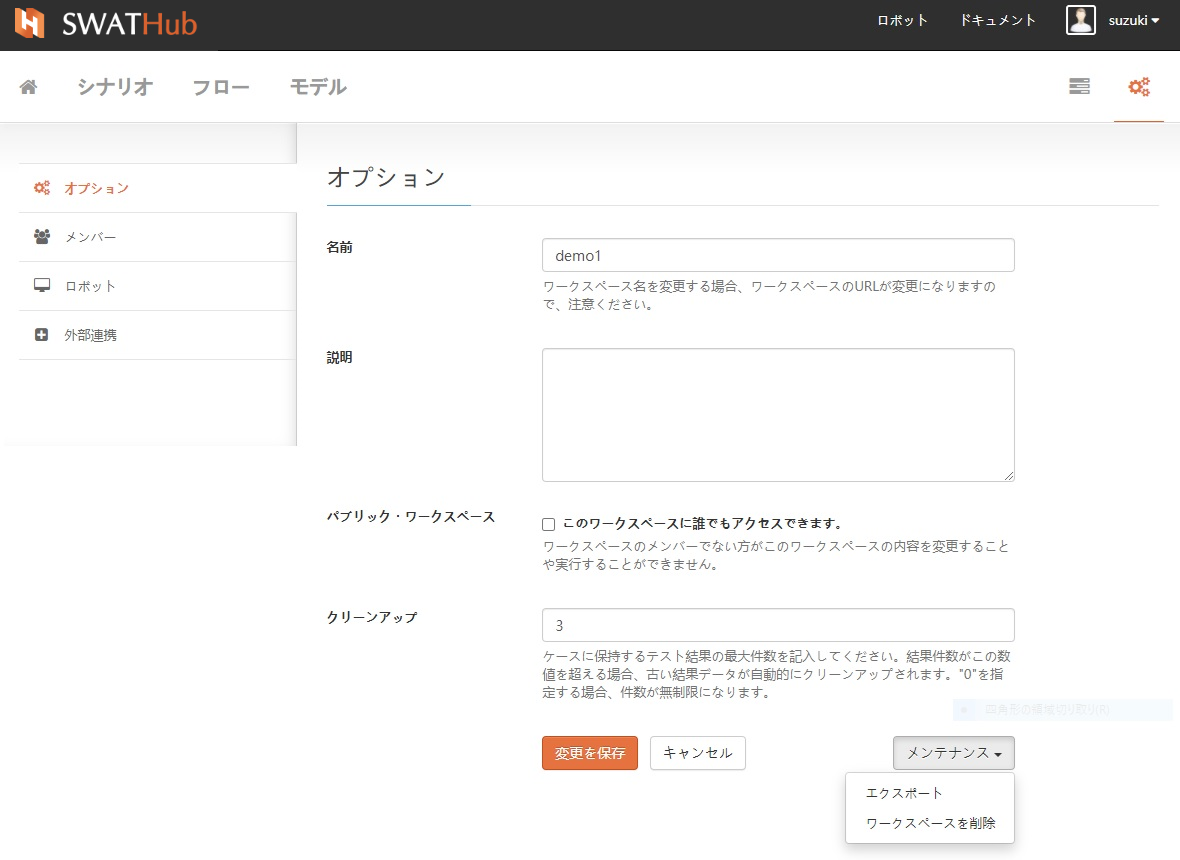 SWATHub
ロボット
ドキュメント
suzuki
シナリオ
フロー
モデル
オプション
メンバー
ロボット
外部連携
オプション
名前
demo1
ワークスペース名を変更する場合、ワークスペースのURLが変更になりますの
で、注意ください。
説明
パブリック・ワークスペース
このワークスペースに誰でもアクセスできます。
ワークスペースのメンバーでない方がこのワークスペースの内容を変更すること
や実行することができません。
クリーンアップ
3
ケースに保持するテスト結果の最大件数を記入してください。結果件数がこの数
値を超える場合、古い結果データが自動的にクリーンアップされます。"0"を指
定する場合、件数が無制限になります。
四角形の領域切り取り(R)
変更を保存
キャンセル
メンテナンス
エクスポート
ワークスペースを削除